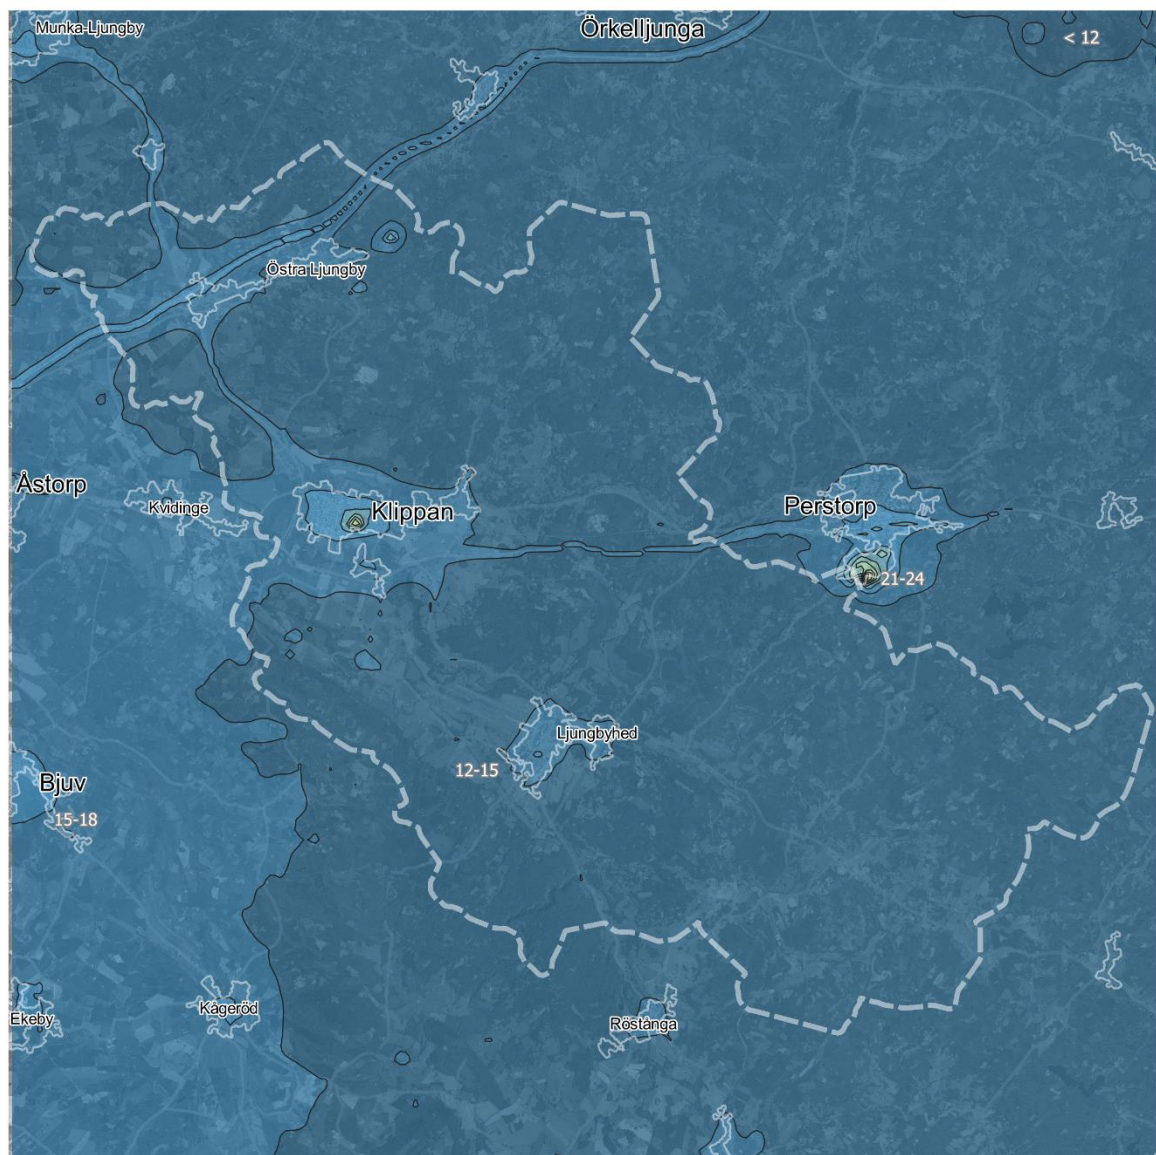 Munka-Ljungby
Örkelljunga
< 12
Östra Ljungby
Åstorp
Kvidinge
Klippan
Perstorp
21-24
Ljungbyhed
12-15
Bjuv
15-18
Kågeröd
Ekeby
Röstånga